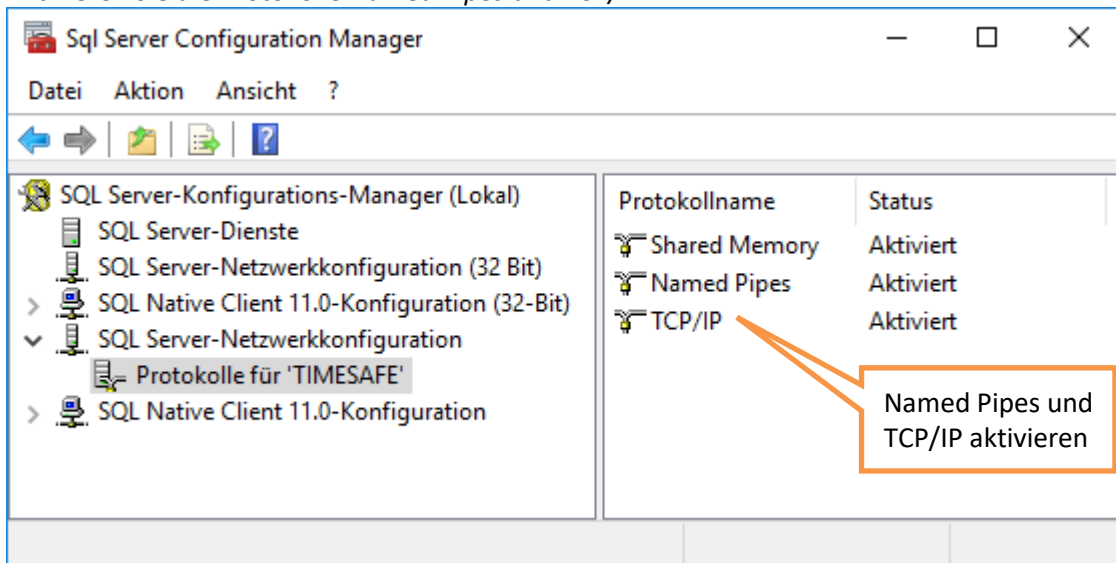 Sql Server Configuration Manager
Datei Aktion Ansicht ?
SQL Server-Konfigurations-Manager (Lokal)
SQL Server-Dienste
SQL Server-Netzwerkkonfiguration (32 Bit)
SQL Native Client 11.0-Konfiguration (32-Bit)
SQL Server-Netzwerkkonfiguration
Protokolle für 'TIMESAFE'
SQL Native Client 11.0-Konfiguration
Protokollname Status
Shared Memory Aktiviert
Named Pipes Aktiviert
TCP/IP Aktiviert
Named Pipes und
TCP/IP aktivieren